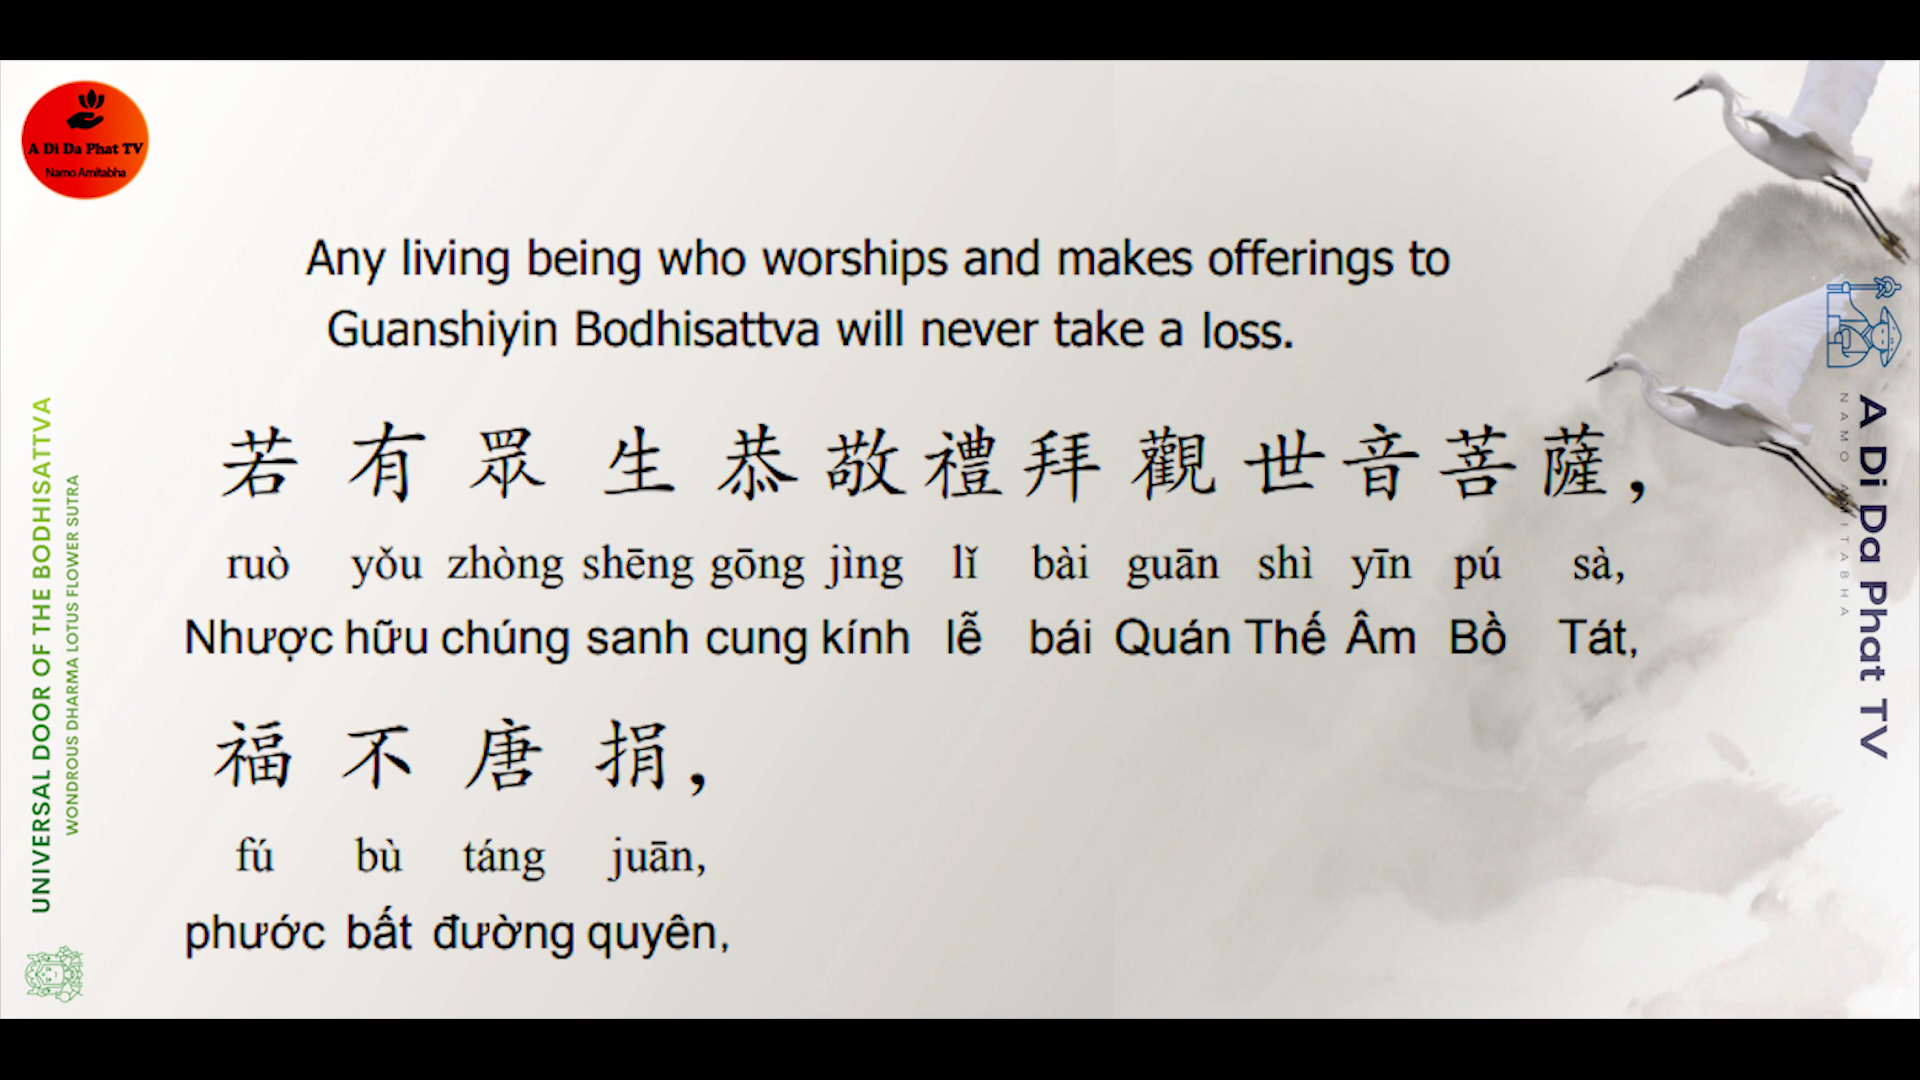 A Di Da Phat TV
Namo Amitabha
Any living being who worships and makes offerings to
Guanshiyin Bodhisattva will never take a loss.
若有眾生恭敬禮拜觀世音菩薩，
ruò yǒu zhòng shēng gōng jìng lǐ bài guān shì yīn pú sà,
Nhược hữu chúng sanh cung kính lễ bái Quán Thế Âm Bồ Tát,
福不唐捐，
fú bù táng juān,
phước bất đường quyên,
UNIVERSAL DOOR OF THE BODHISATTVA
WONDROUS DHARMA LOTUS FLOWER SUTRA
A Di Da Phat TV
NAMO AMITABHA